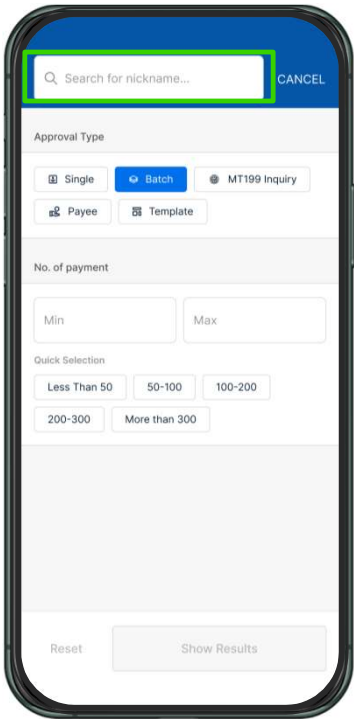 Search for nickname... CANCEL
Approval Type
Single Batch MT199 Inquiry
Payee Template
No. of payment
Min Max
Quick Selection
Less Than 50 50-100 100-200
200-300 More than 300
Reset Show Results